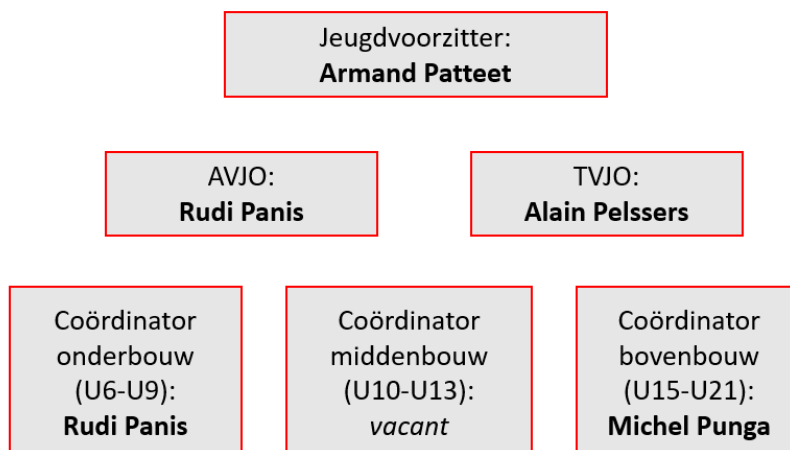 Jeugdvoorzitter:
Armand Patteet
AVJO:
Rudi Panis
TVJO:
Alain Pelssers
Coördinator
onderbouw
(U6-U9):
Rudi Panis
Coördinator
middenbouw
(U10-U13):
vacant
Coördinator
bovenbouw
(U15-U21):
Michel Punga